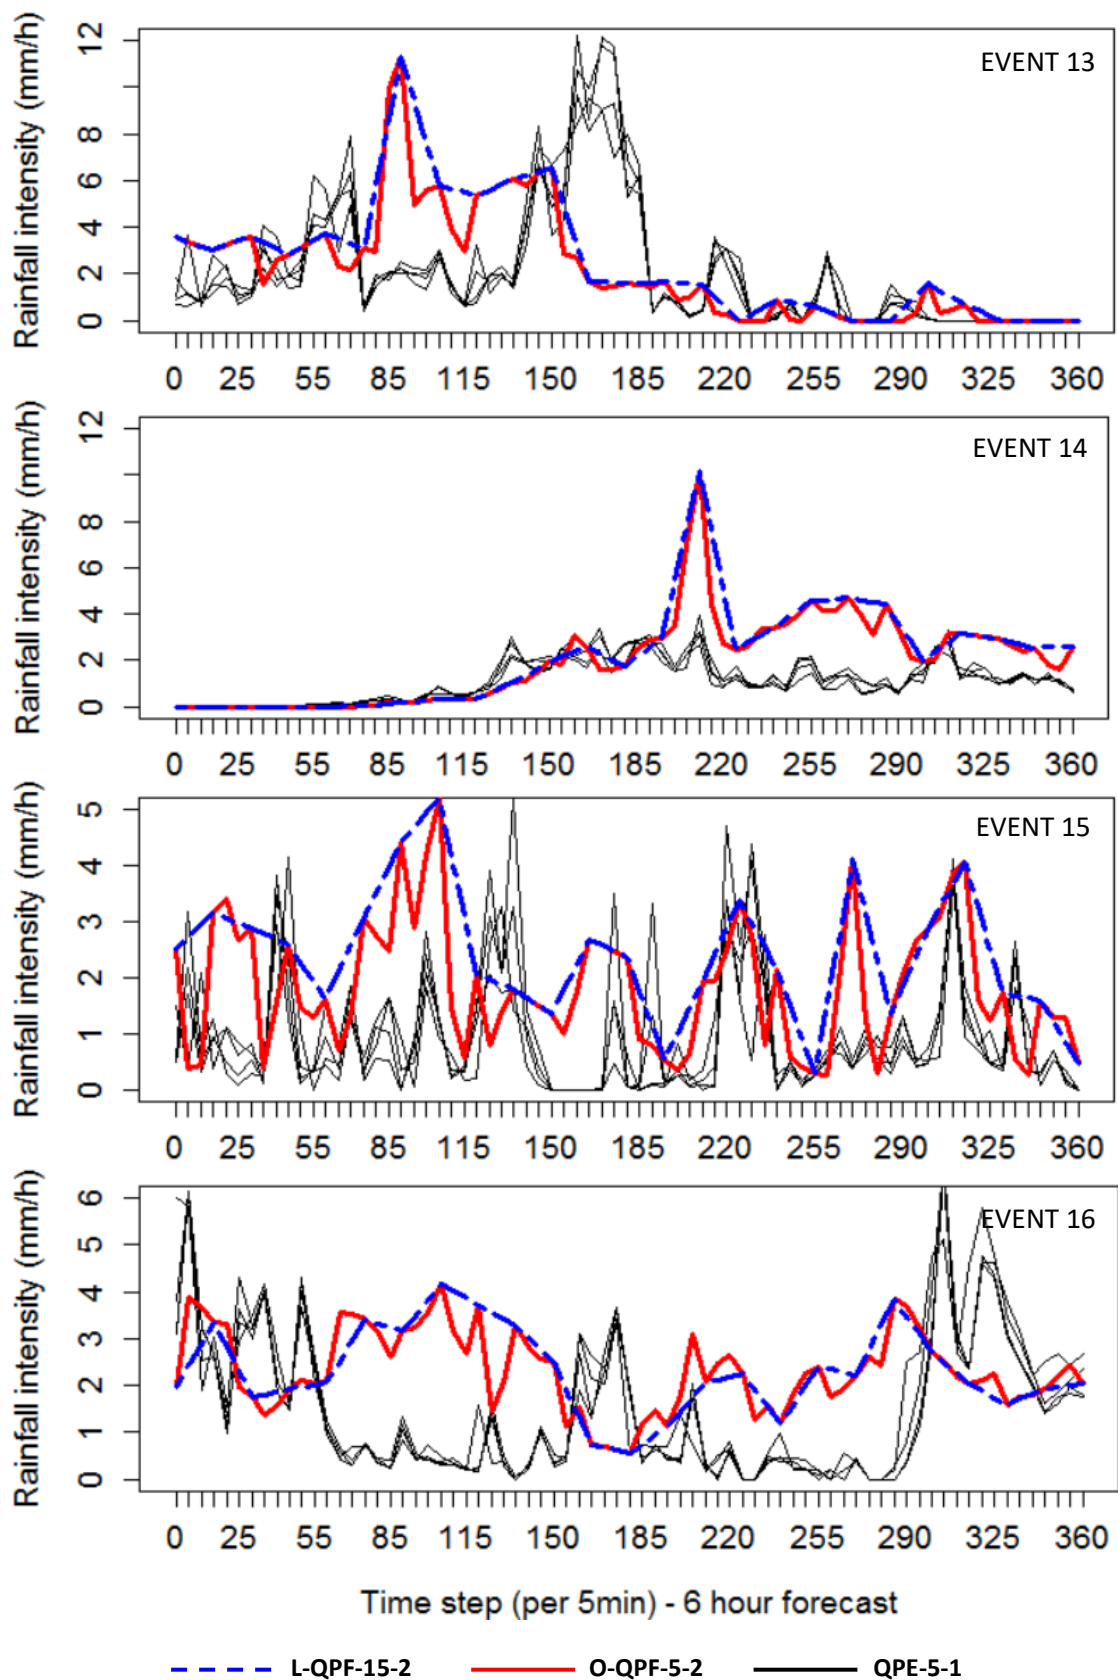 Rainfall intensity (mm/h)
12
8
6
4
2
0
EVENT 13
0 25 55 85 115 150 185 220 255 290 325 360
Rainfall intensity (mm/h)
12
8
6
4
2
0
EVENT 14
0 25 55 85 115 150 185 220 255 290 325 360
Rainfall intensity (mm/h)
5
4
3
2
1
0
EVENT 15
0 25 55 85 115 150 185 220 255 290 325 360
Rainfall intensity (mm/h)
6
5
4
3
2
1
0
EVENT 16
0 25 55 85 115 150 185 220 255 290 325 360
Time step (per 5min) - 6 hour forecast
L-QPF-15-2 O-QPF-5-2 QPE-5-1